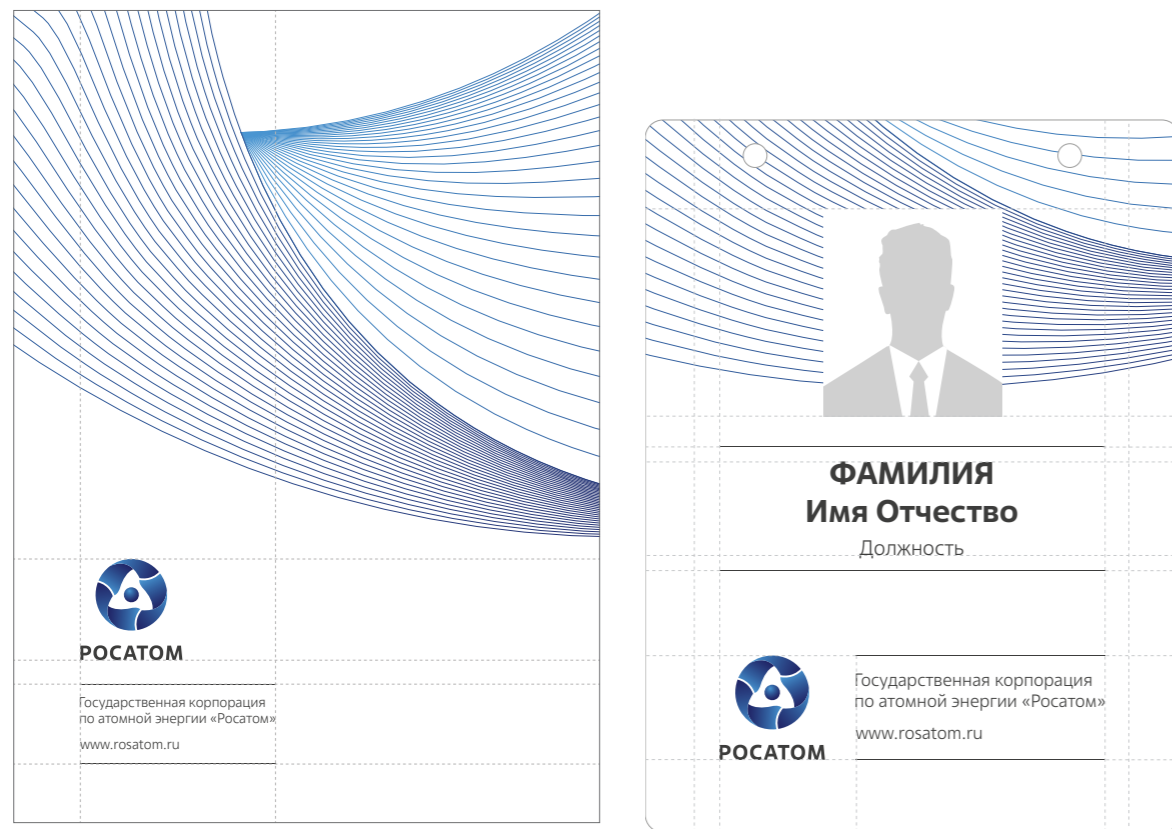 РОСАТОМ
Государственная корпорация
по атомной энергии «Росатом»
www.rosatom.ru
ФАМИЛИЯ
Имя Отчество
Должность
РОСАТОМ
Государственная корпорация
по атомной энергии «Росатом»
www.rosatom.ru